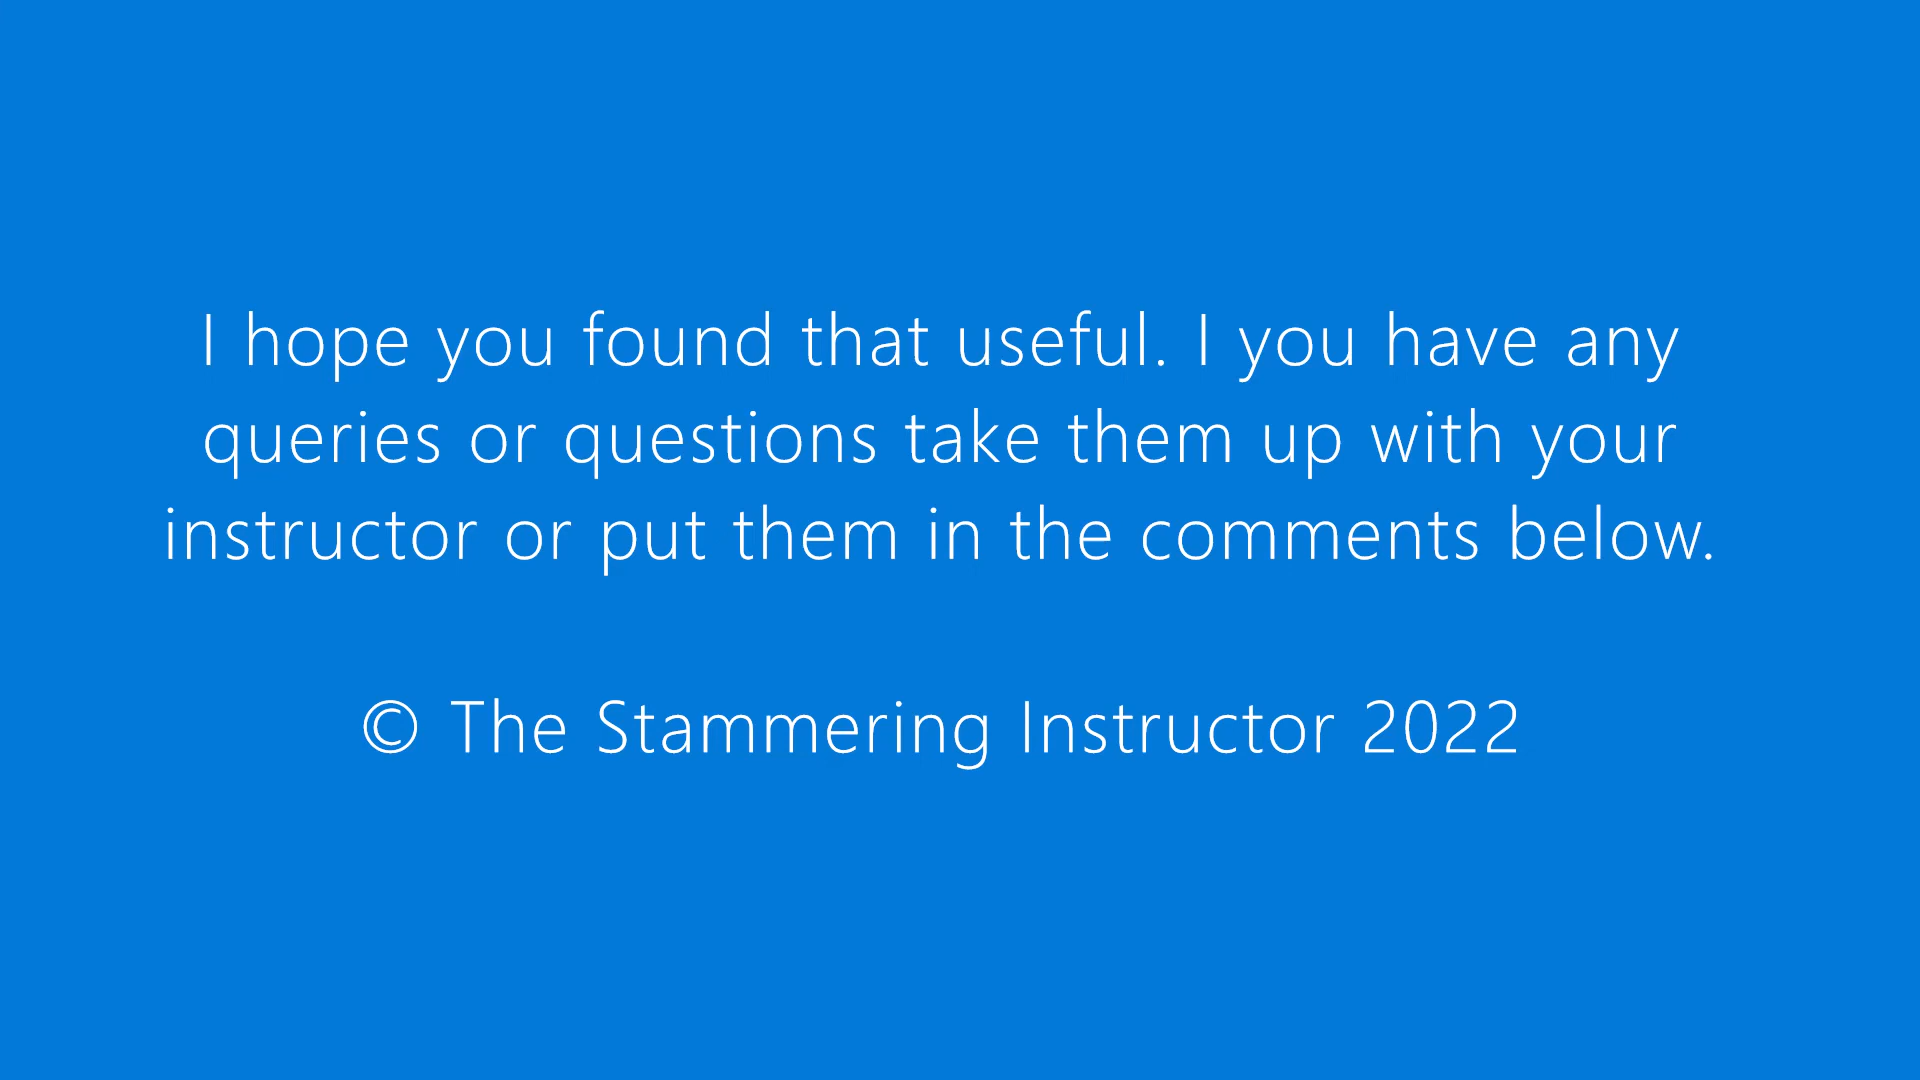 I hope you found that useful. I you have any
queries or questions take them up with your
instructor or put them in the comments below.
© The Stammering Instructor 2022